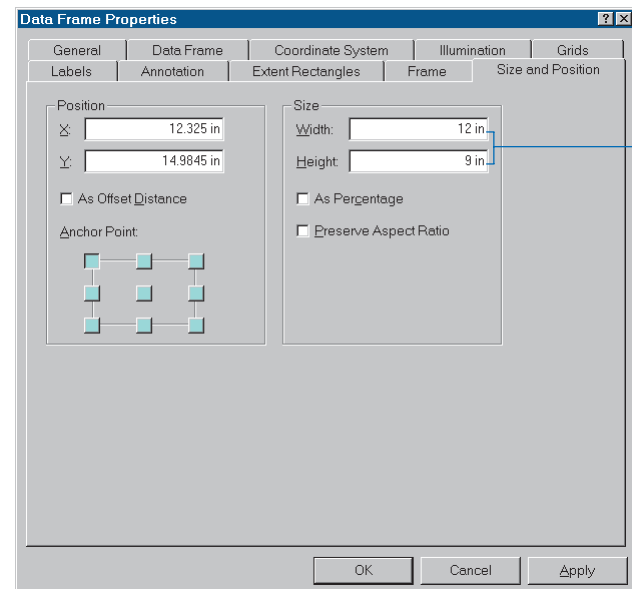 Data Frame Properties
General Data Frame Coordinate System Illumination Grids
Labels Annotation Extent Rectangles Frame Size and Position
Position
X: 12.325 in
Y: 14.9845 in
As Offset Distance
Anchor Point:
Size
Width: 12 in
Height: 9 in
As Percentage
Preserve Aspect Ratio
OK Cancel Apply